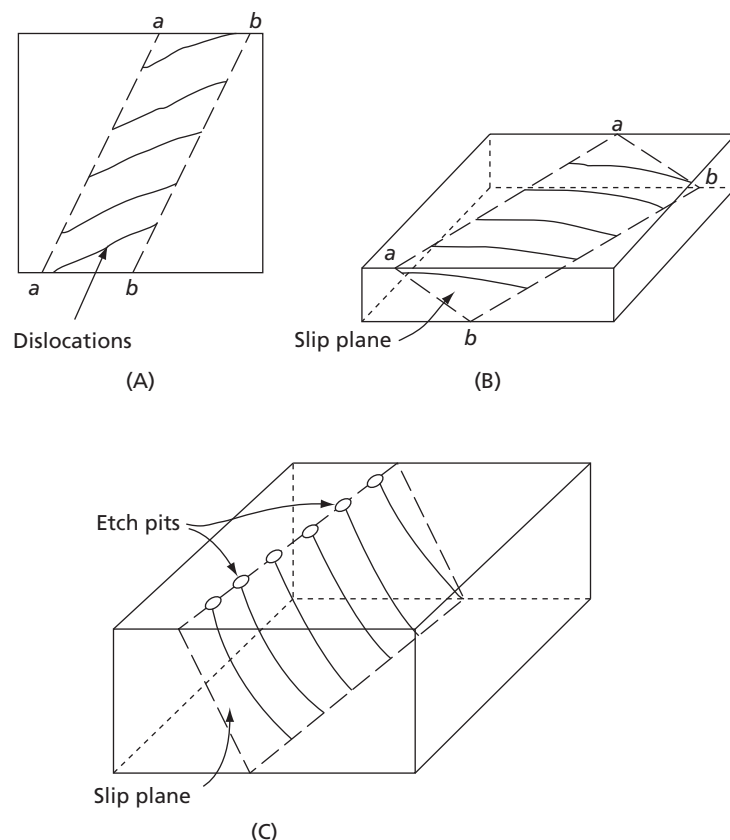 a b
a b
Dislocations
(A)
a
b
a
b
Slip plane
(B)
Etch pits
Slip plane
(C)